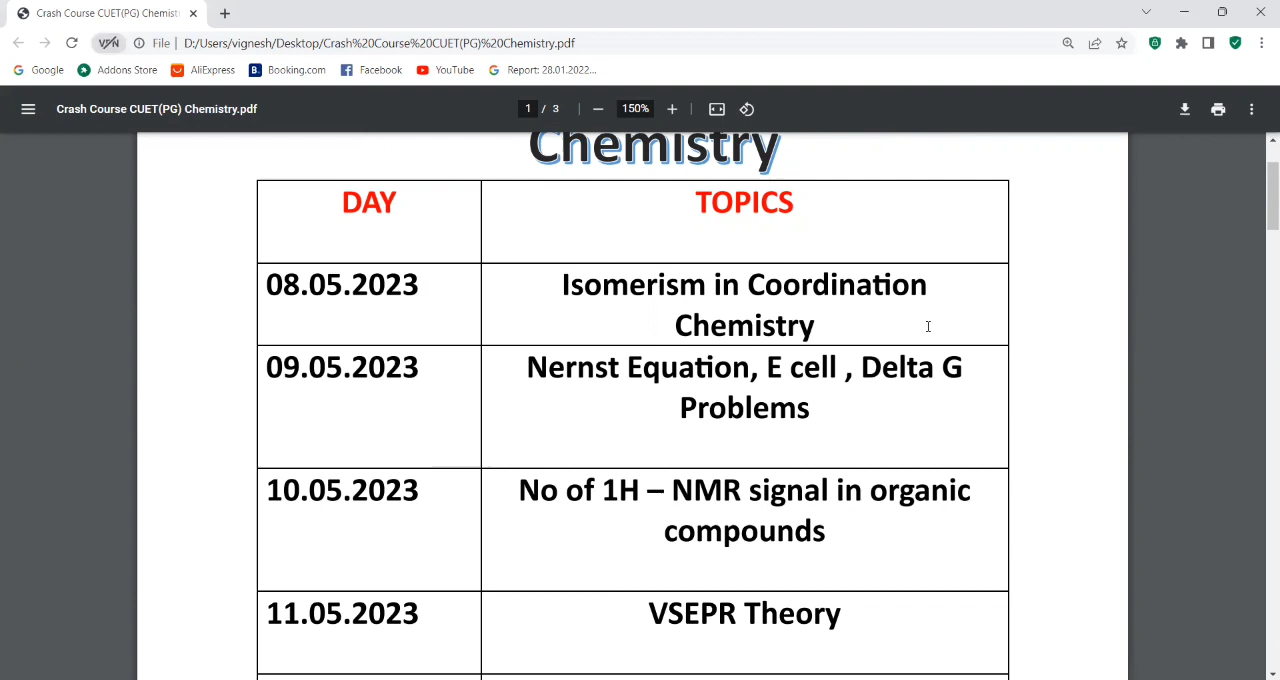 Crash Course CUET(PG) Chemist
File D:/Users/vignesh/Desktop/Crash%20Course%20CUET(PG)%20Chemistry.pdf
Google Addons Store AliExpress Booking.com Facebook YouTube Report: 28.01.2022...
Crash Course CUET(PG) Chemistry.pdf 1 / 3 150%
Chemistry
DAY TOPICS
08.05.2023 Isomerism in Coordination
Chemistry
09.05.2023 Nernst Equation, E cell , Delta G
Problems
10.05.2023 No of 1H – NMR signal in organic
compounds
11.05.2023 VSEPR Theory